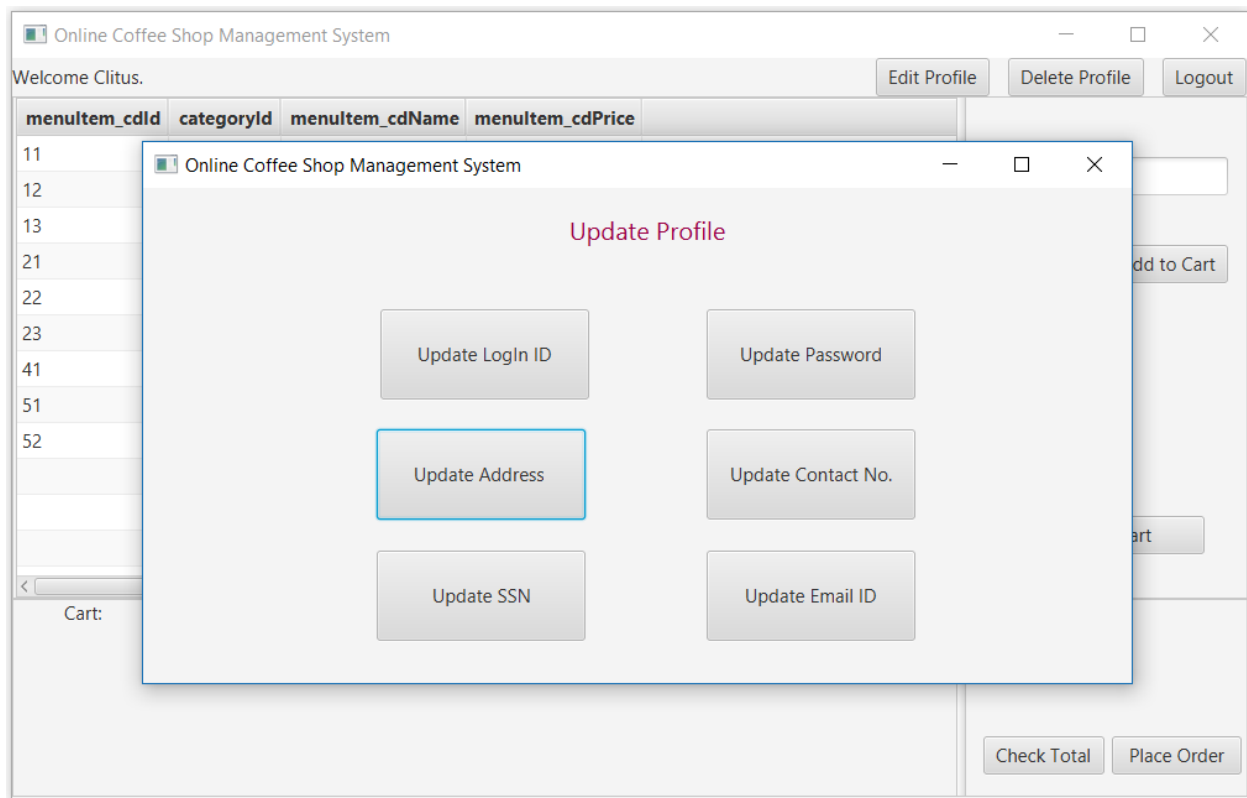 Online Coffee Shop Management System
Welcome Clitus.
Edit Profile
Delete Profile
Logout
menuItem_cdId categoryId menuItem_cdName menuItem_cdPrice
11
12
13
21
22
23
41
51
52
Online Coffee Shop Management System
Update Profile
Update LogIn ID
Update Password
Update Address
Update Contact No.
Update SSN
Update Email ID
dd to Cart
art
Cart:
Check Total
Place Order